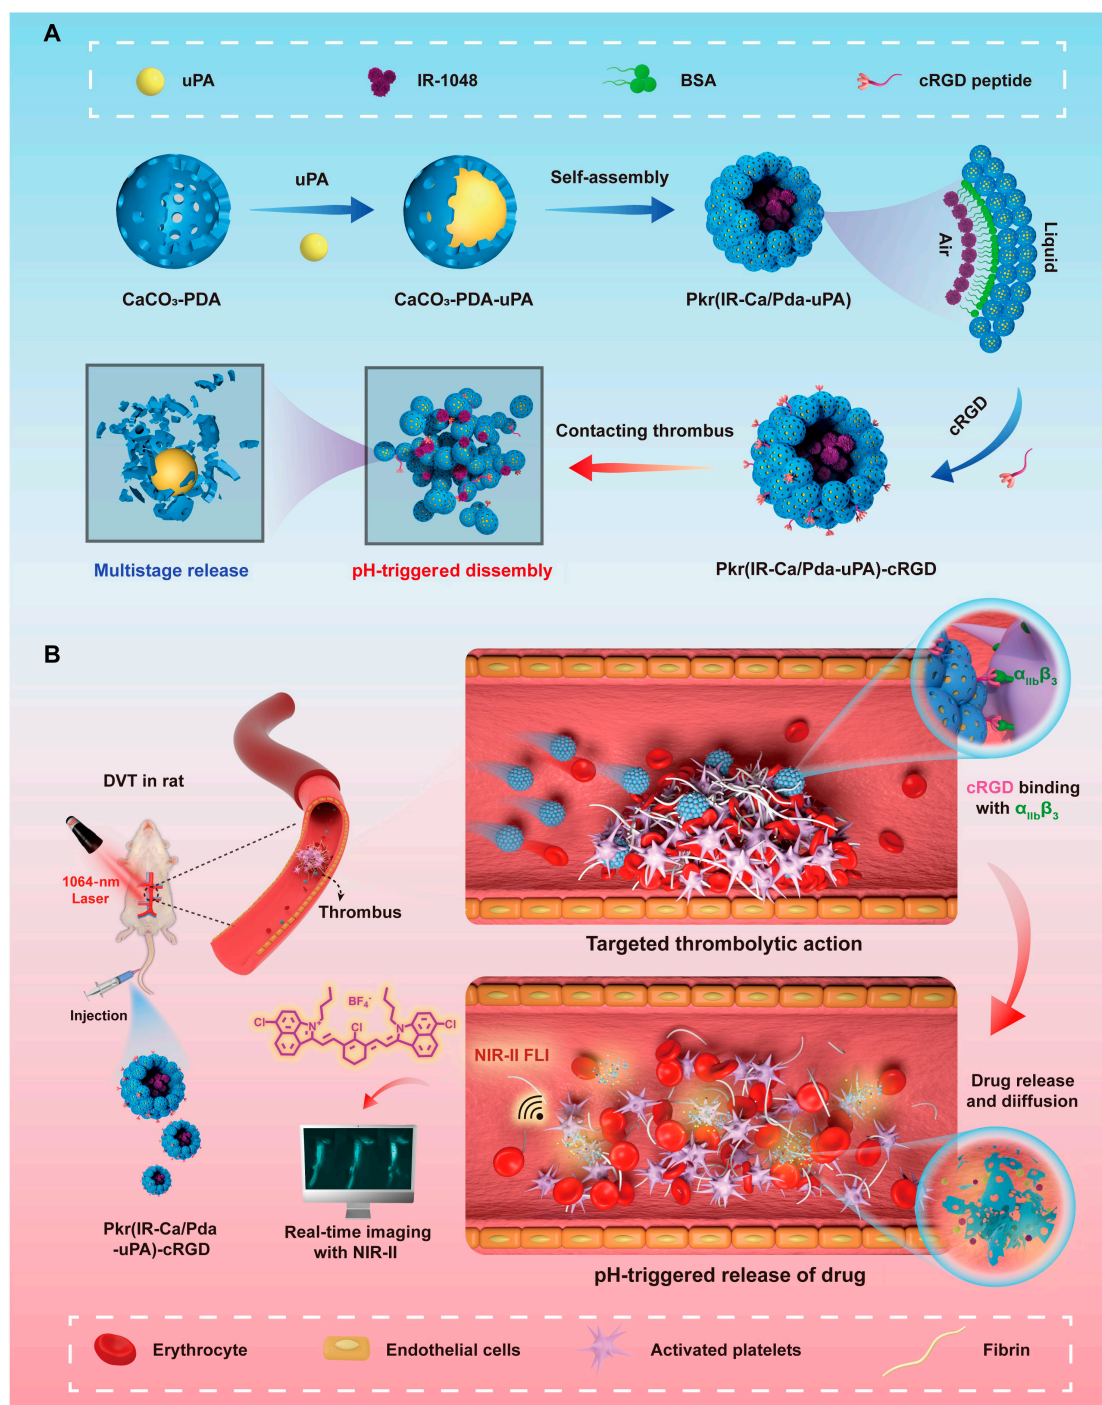 A
uPA
IR-1048
BSA
cRGD peptide
uPA
Self-assembly
Air
Liquid
CaCO₃-PDA
CaCO₃-PDA-uPA
Pkr(IR-Ca/Pda-uPA)
cRGD
Contacting thrombus
Multistage release
pH-triggered dissembly
Pkr(IR-Ca/Pda-uPA)-cRGD
B
αIIbβ3
DVT in rat
cRGD binding
with αIIbβ3
1064-nm
Laser
Thrombus
Targeted thrombolytic action
Injection
BF4-
Cl
N+
Cl
N
Cl
NIR-II FLI
Drug release
and diiffusion
Pkr(IR-Ca/Pda
-uPA)-cRGD
Real-time imaging
with NIR-II
pH-triggered release of drug
Erythrocyte
Endothelial cells
Activated platelets
Fibrin